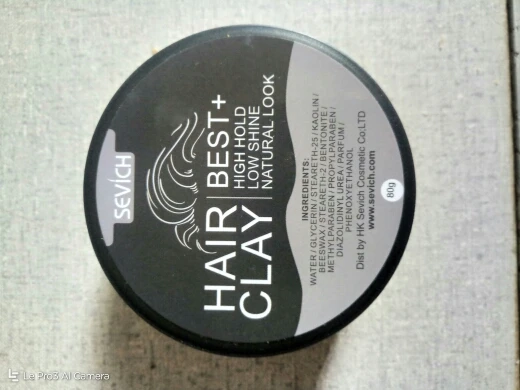 SEVICH
HAIR
CLAY
BEST+
HIGH HOLD
LOW SHINE
NATURAL LOOK
INGREDIENTS:
WATER / GLYCERIN / STEARETH-25 / KAOLIN /
BEESWAX / STEARETH-2 / BENTONITE /
METHYLPARABEN / PROPYLPARABEN /
DIAZOLIDINYL UREA / PARFUM /
PHENOXYETHANOL
Dist by HK Sevich Cosmetic Co.LTD
www.sevich.com
80g
Le Pro3 AI Camera